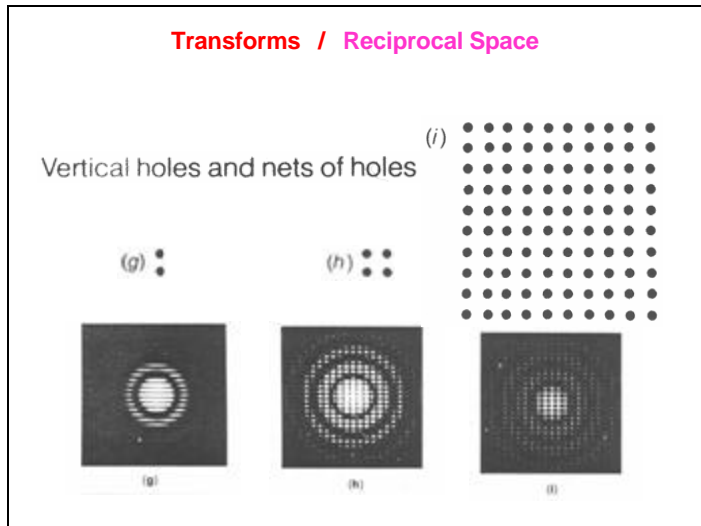 Transforms / Reciprocal Space
(i)
Vertical holes and nets of holes
(g)
(h)
(g)
(h)
(i)